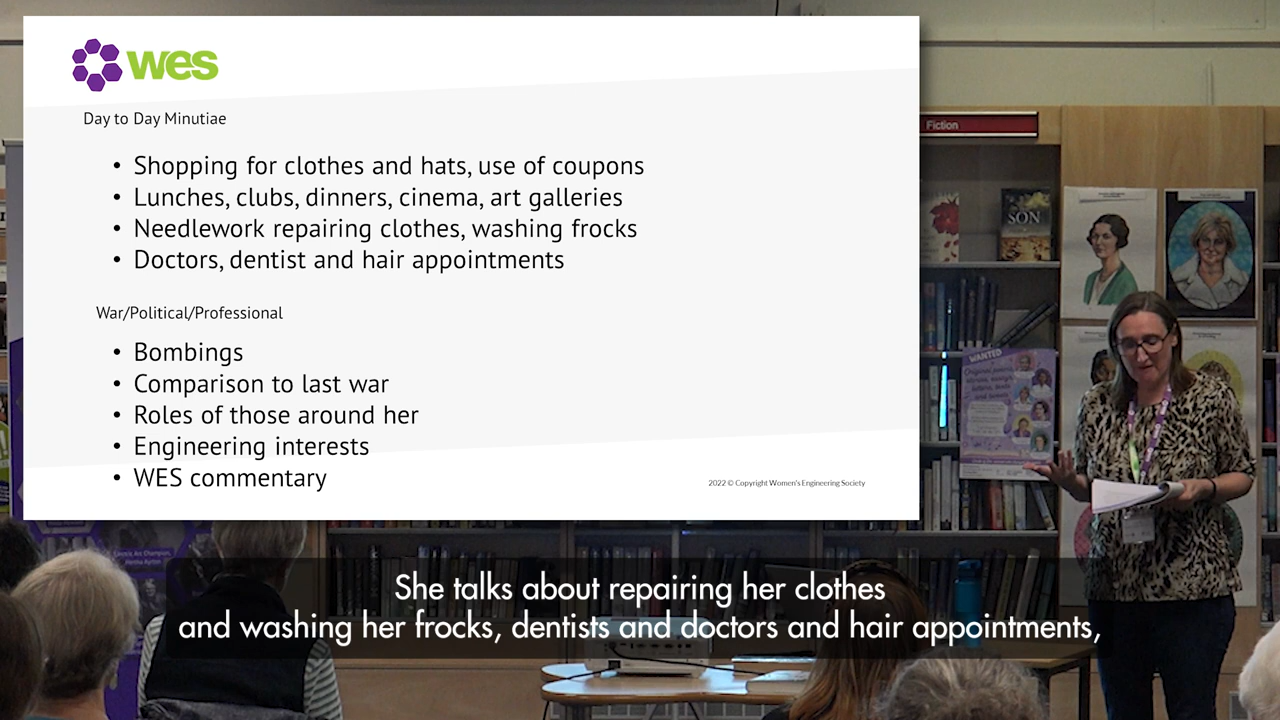 wes
Day to Day Minutiae
• Shopping for clothes and hats, use of coupons
• Lunches, clubs, dinners, cinema, art galleries
• Needlework repairing clothes, washing frocks
• Doctors, dentist and hair appointments
War/Political/Professional
• Bombings
• Comparison to last war
• Roles of those around her
• Engineering interests
• WES commentary
2022 © Copyright Women's Engineering Society
Fiction
SON
WANTED
Original poems,
She talks about repairing her clothes
and washing her frocks, dentists and doctors and hair appointments,